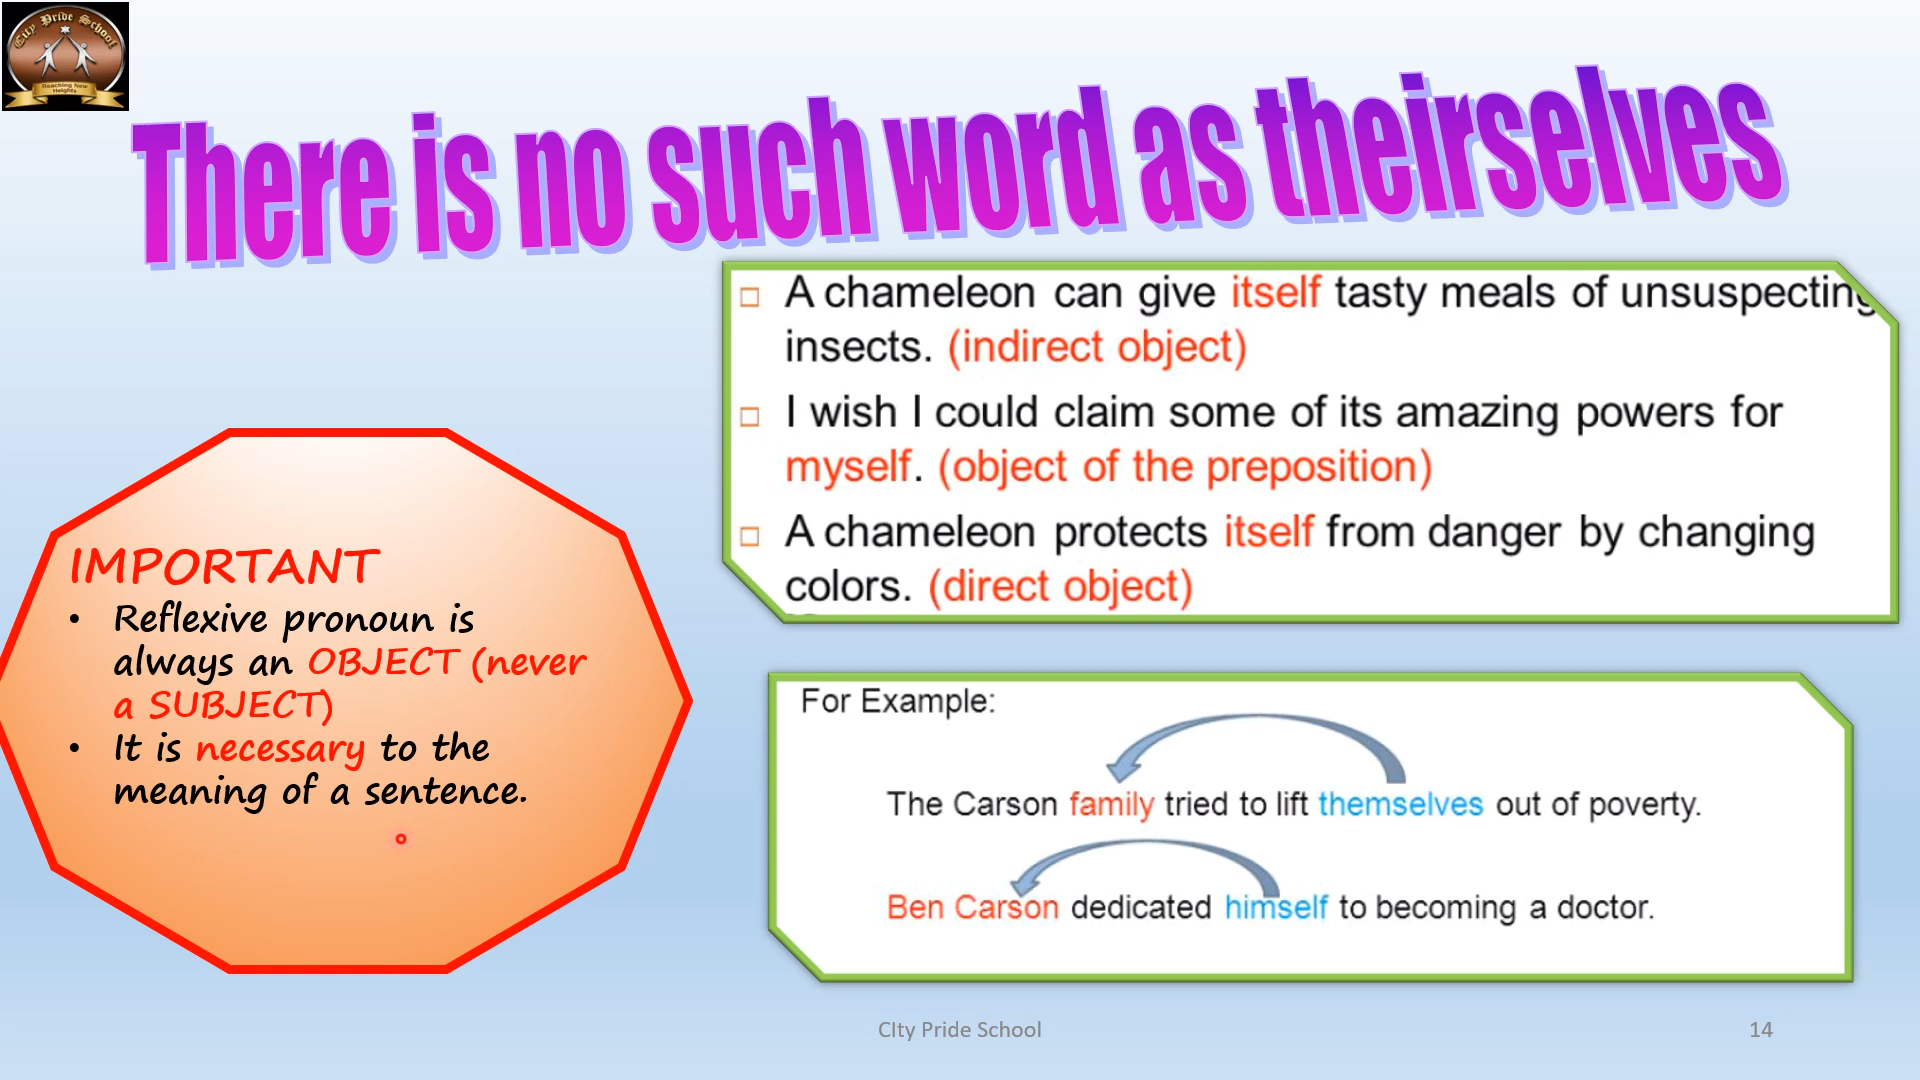 City Pride School
Reaching New
Heights
There is no such word as theirselves
A chameleon can give itself tasty meals of unsuspecting
insects. (indirect object)
I wish I could claim some of its amazing powers for
myself. (object of the preposition)
A chameleon protects itself from danger by changing
colors. (direct object)
IMPORTANT
• Reflexive pronoun is
always an OBJECT (never
a SUBJECT)
• It is necessary to the
meaning of a sentence.
For Example:
The Carson family tried to lift themselves out of poverty.
Ben Carson dedicated himself to becoming a doctor.
CIty Pride School
14